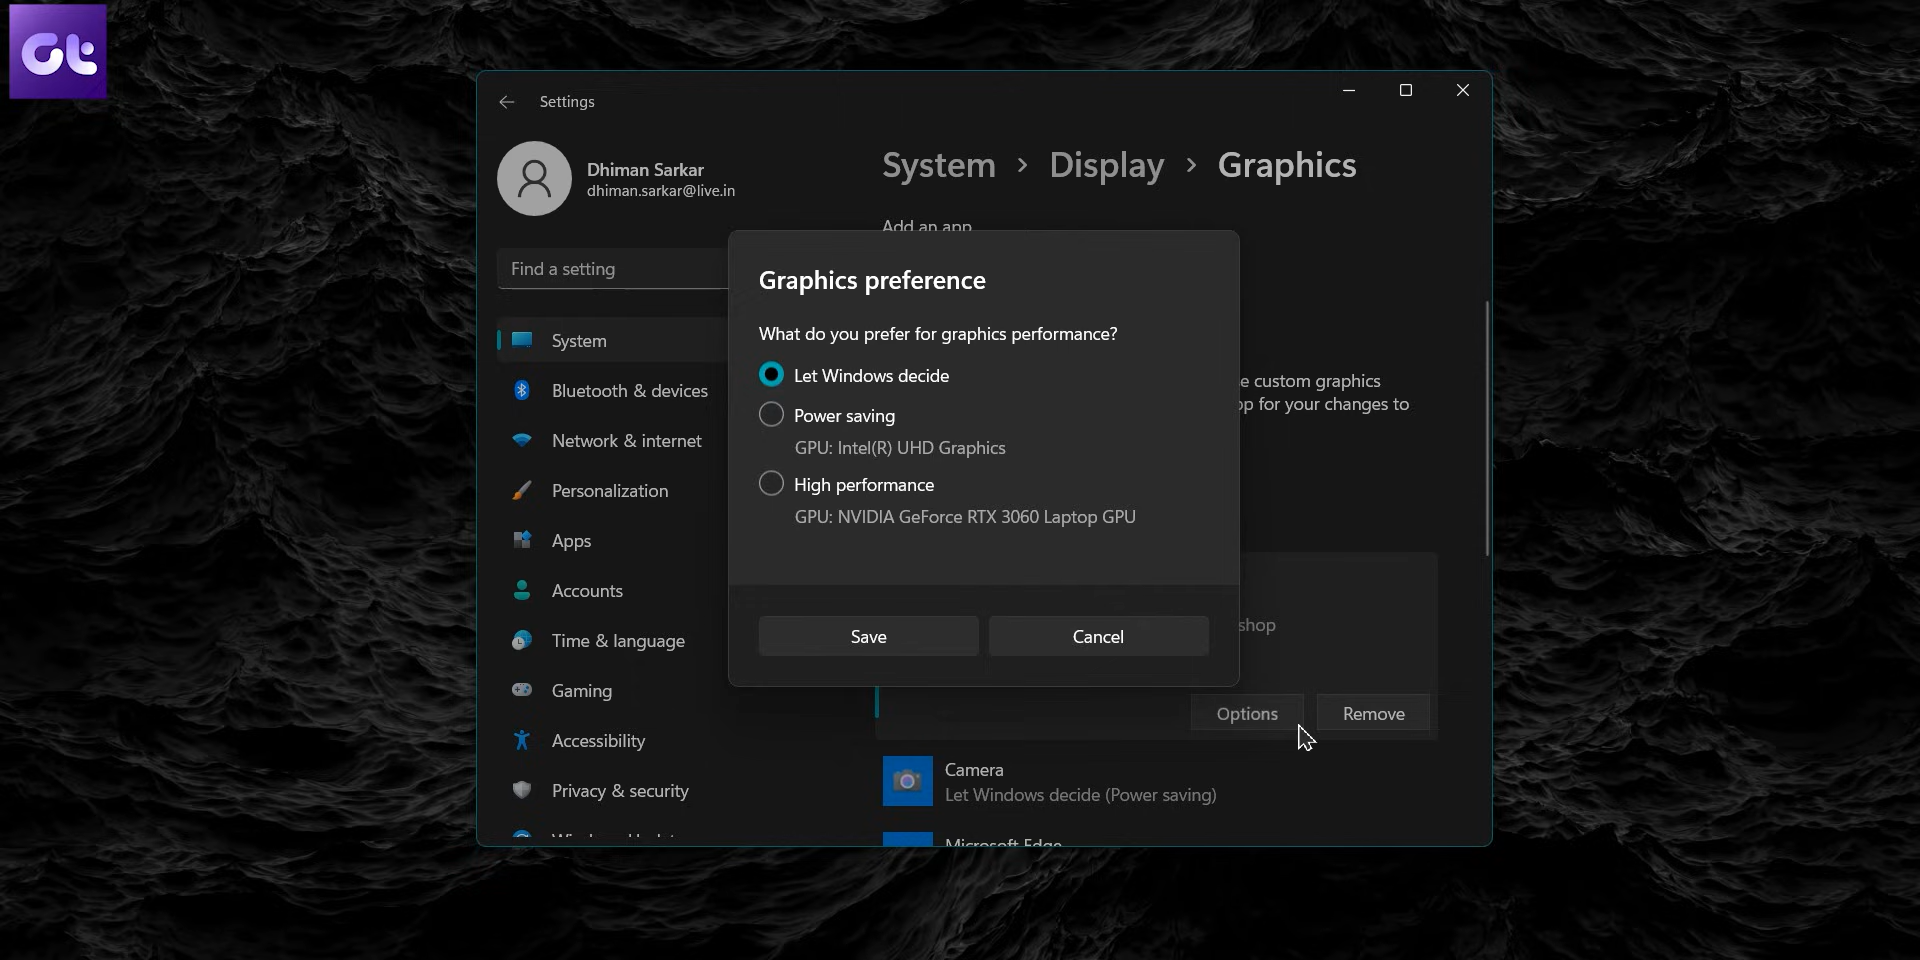 Gt
Settings
Dhiman Sarkar
dhiman.sarkar@live.in
Find a setting
System
Bluetooth & devices
Network & internet
Personalization
Apps
Accounts
Time & language
Gaming
Accessibility
Privacy & security
System > Display > Graphics
Add an app
custom graphics
for your changes to
Graphics preference
What do you prefer for graphics performance?
Let Windows decide
Power saving
GPU: Intel(R) UHD Graphics
High performance
GPU: NVIDIA GeForce RTX 3060 Laptop GPU
Save
Cancel
shop
Options
Remove
Camera
Let Windows decide (Power saving)
Microsoft Edge